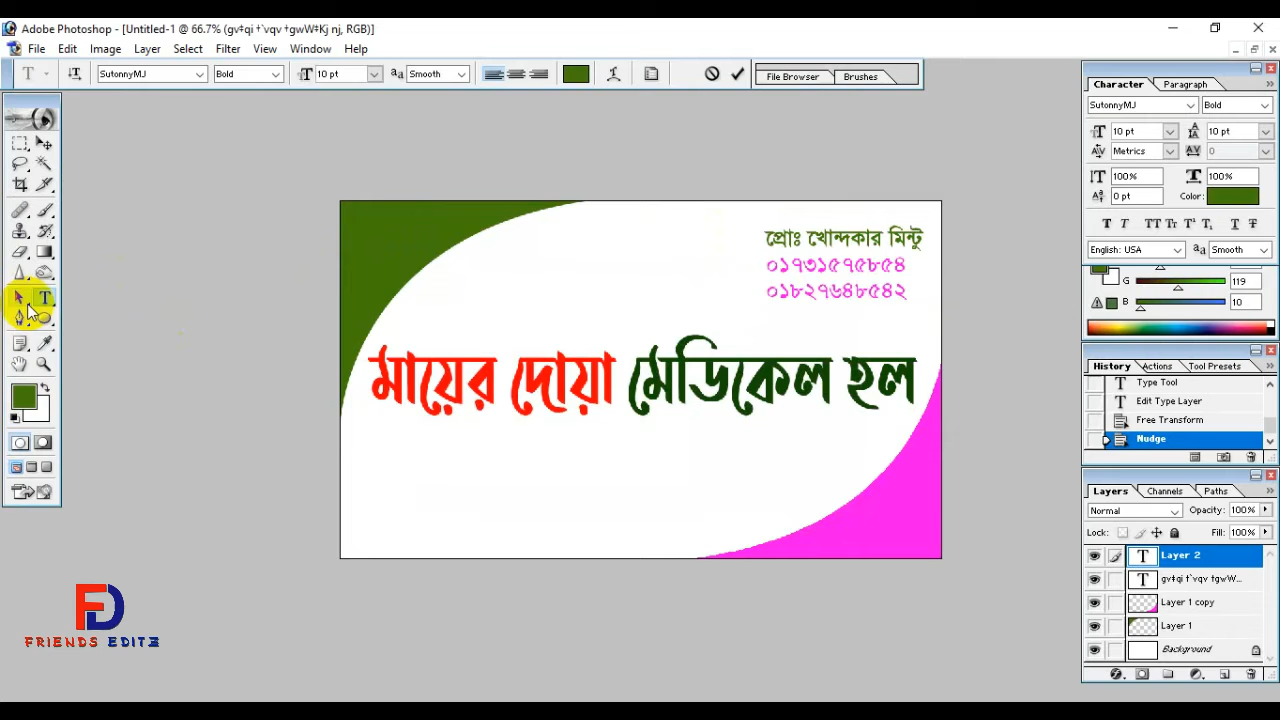 Adobe Photoshop - [Untitled-1 @ 66.7% (gv‡qi †`vqv †gwW‡Kj nj, RGB)]
File Edit Image Layer Select Filter View Window Help
T SutonnyMJ Bold 10 pt aa Smooth File Browser Brushes
Character Paragraph
SutonnyMJ Bold
10 pt 10 pt
Metrics 0
100% 100%
0 pt Color:
English: USA aa Smooth
G 119
B 10
History Actions Tool Presets
Type Tool
Edit Type Layer
Free Transform
Nudge
Layers Channels Paths
Normal Opacity: 100%
Lock: Fill: 100%
Layer 2
gv‡qi †`vqv †gwW...
Layer 1 copy
Layer 1
Background
প্রোঃ খোন্দকার মিন্টু
০১৭৩১৫৭৫৮৫৪
০১৮২৭৬৪৮৫৪২
মায়ের দোয়া মেডিকেল হল
FD
FRIENDS EDITZ